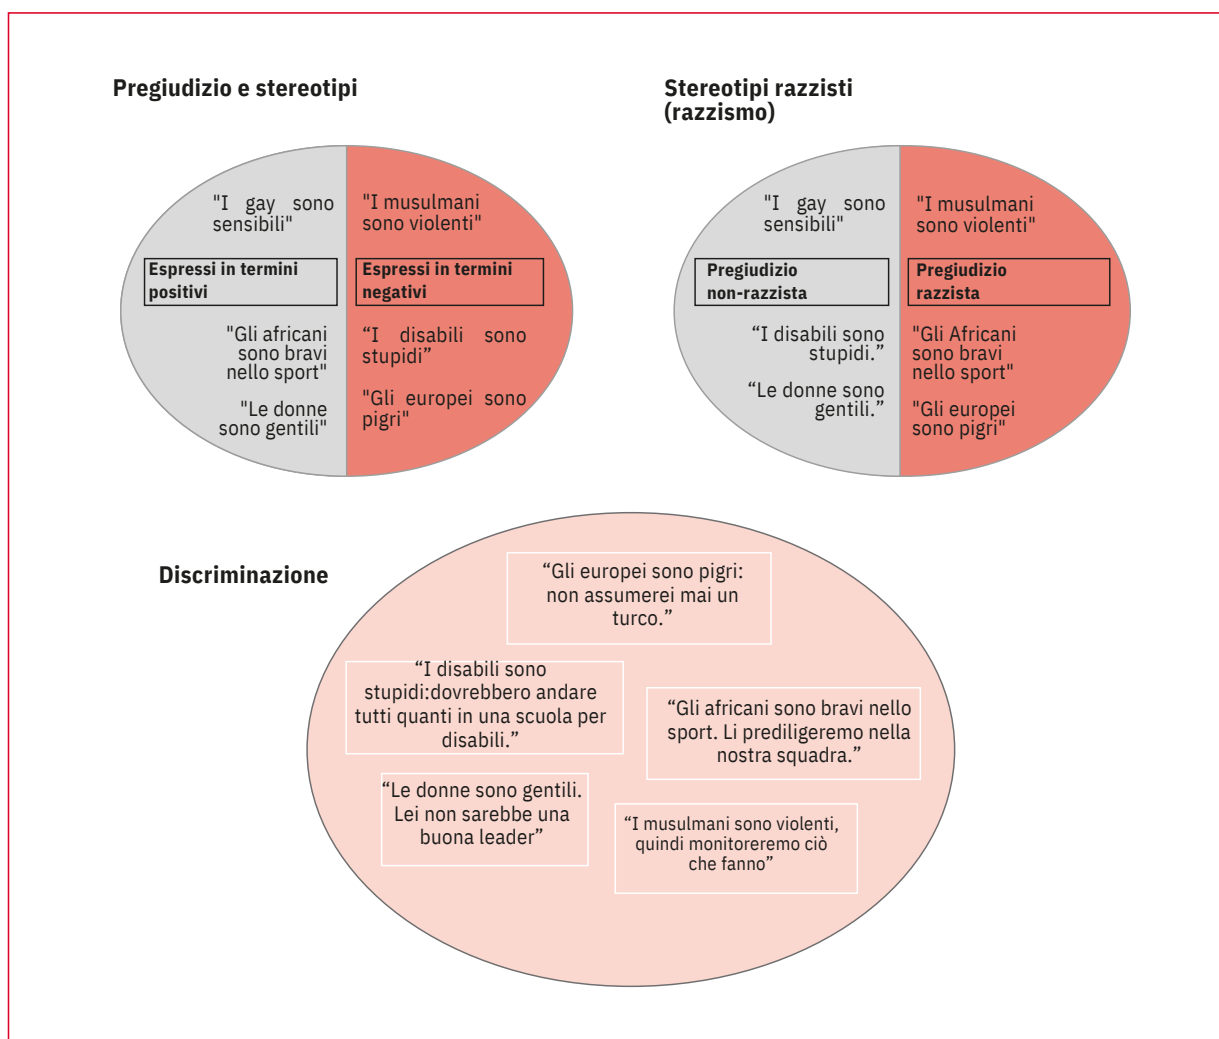 Pregiudizio e stereotipi
"I gay sono
sensibili"
"I musulmani
sono violenti"
Espressi in termini
positivi
Espressi in termini
negativi
"Gli africani
sono bravi
nello sport"
“I disabili sono
stupidi”
"Le donne
sono gentili"
"Gli europei sono
pigri"
Stereotipi razzisti
(razzismo)
"I gay sono
sensibili"
"I musulmani
sono violenti"
Pregiudizio
non-razzista
Pregiudizio
razzista
“I disabili sono
stupidi.”
"Gli Africani
sono bravi
nello sport"
“Le donne sono
gentili.”
"Gli europei
sono pigri"
Discriminazione
“Gli europei sono pigri:
non assumerei mai un
turco.”
“I disabili sono
stupidi:dovrebbero andare
tutti quanti in una scuola per
disabili.”
“Gli africani sono bravi nello
sport. Li prediligeremo nella
nostra squadra.”
“Le donne sono gentili.
Lei non sarebbe una
buona leader”
“I musulmani sono violenti,
quindi monitoreremo ciò
che fanno”